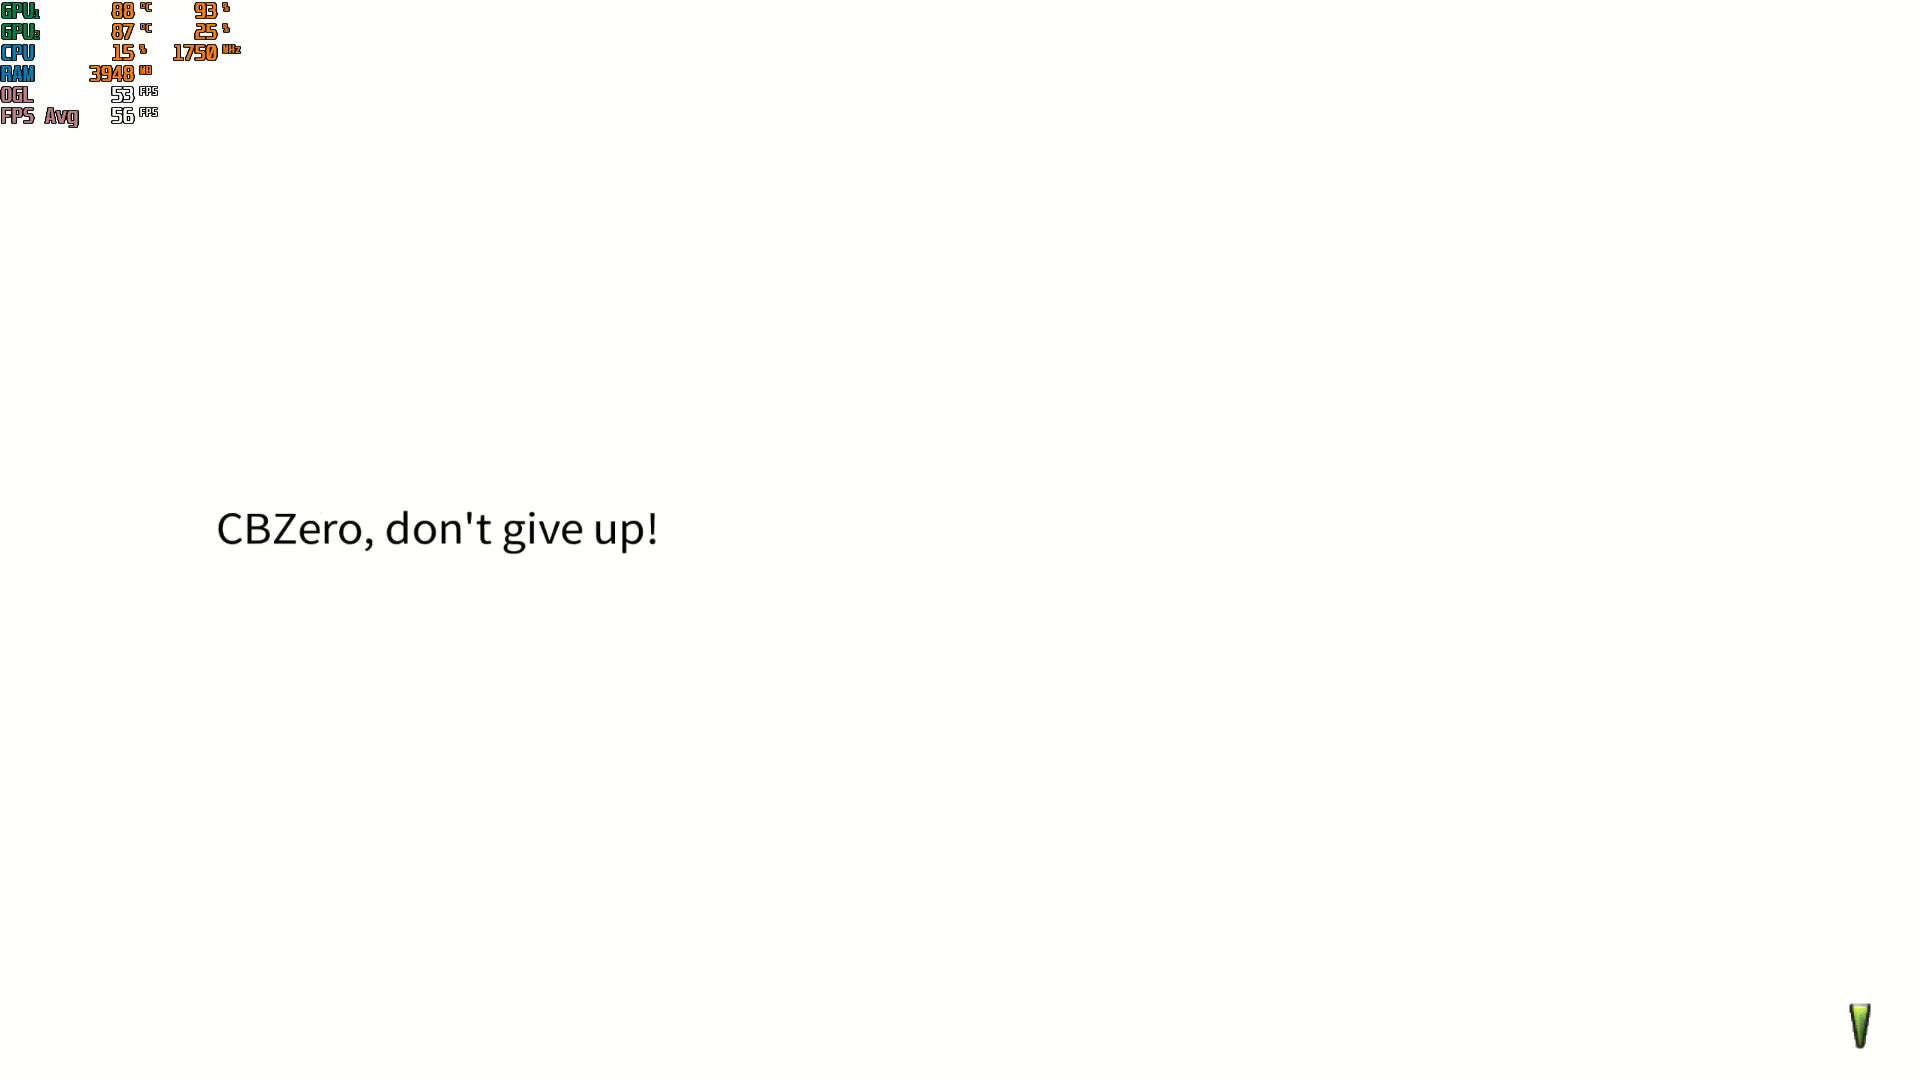 GPU1 88 °C 93 %
GPU2 87 °C 25 %
CPU 15 % 1750 MHz
RAM 3948 MB
OGL 53 FPS
FPS Avg 56 FPS
CBZero, don't give up!